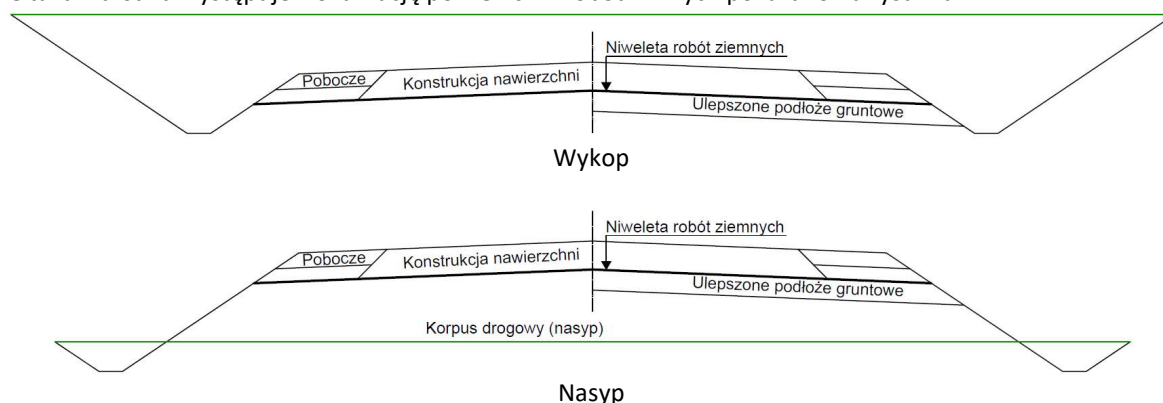 Niweleta robót ziemnych
Pobocze
Konstrukcja nawierzchni
Ulepszone podłoże gruntowe
Wykop
Niweleta robót ziemnych
Pobocze
Konstrukcja nawierzchni
Ulepszone podłoże gruntowe
Korpus drogowy (nasyp)
Nasyp